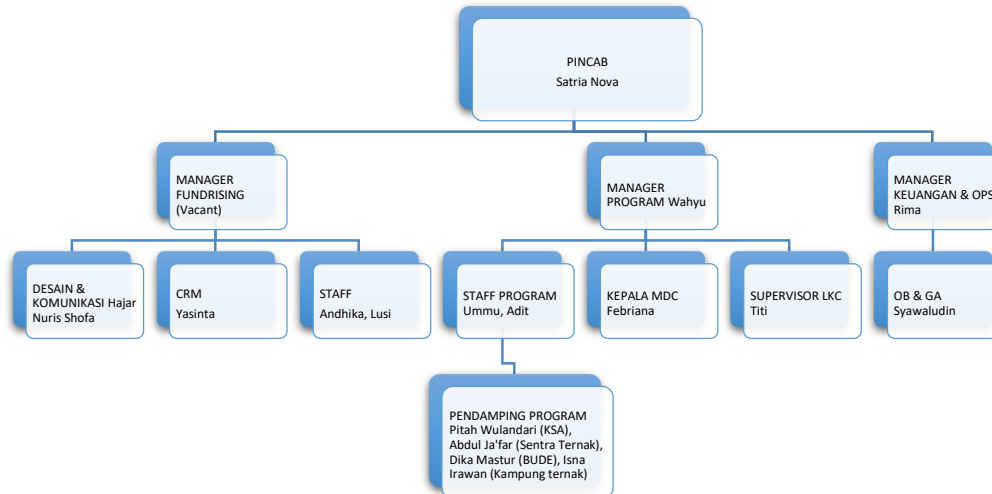 PINCAB
Satria Nova
MANAGER
FUNDRISING
(Vacant)
MANAGER
PROGRAM Wahyu
MANAGER
KEUANGAN & OPS
Rima
DESAIN &
KOMUNIKASI Hajar
Nuris Shofa
CRM
Yasinta
STAFF
Andhika, Lusi
STAFF PROGRAM
Ummu, Adit
KEPALA MDC
Febriana
SUPERVISOR LKC
Titi
OB & GA
Syawaludin
PENDAMPING PROGRAM
Pitah Wulandari (KSA),
Abdul Ja'far (Sentra Ternak),
Dika Mastur (BUDE), Isna
Irawan (Kampung ternak)